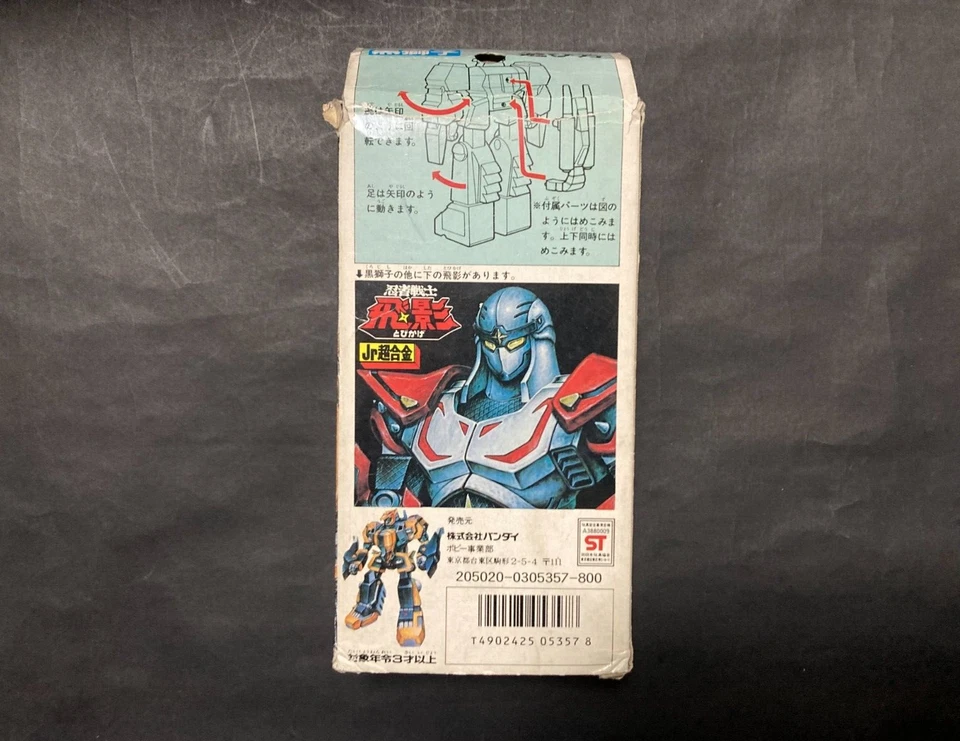 転できます。
足は矢印のよう
に動きます。
※付属パーツは図の
ようにはめこみま
す。上下同時には
めこみます。
⬇黒獅子の他に下の飛影があります。
忍者戦士
飛影
とびかげ
Jr超合金
発売元
株式会社バンダイ
ポピー事業部
東京都台東区駒形2-5-4 〒111
205020-0305357-800
ST
T4902425 05357 8
対象年令3才以上